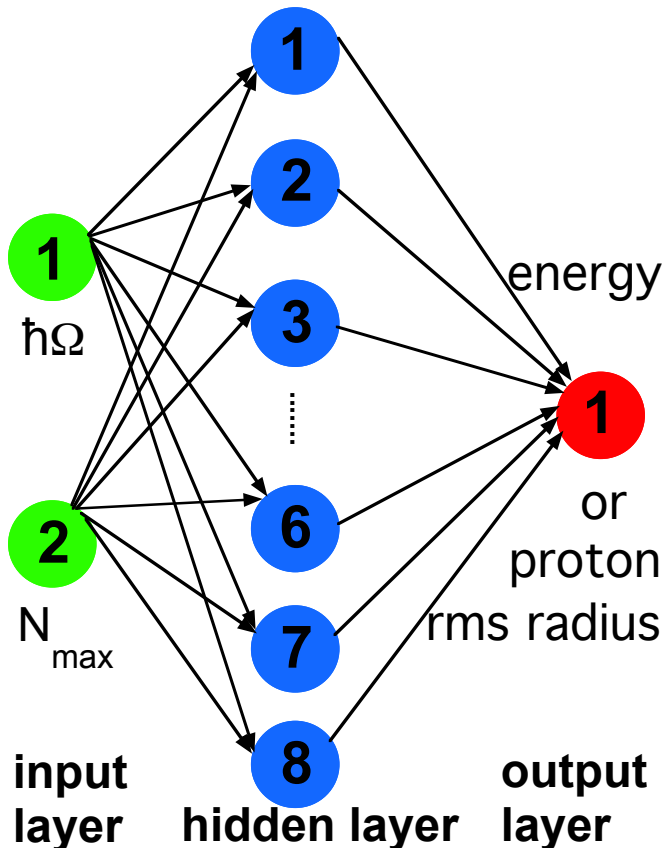 1
2
energy
1
3
ħΩ
1
or
6
2
proton
N max
rms radius
7
8
input
layer
hidden layer
output
layer